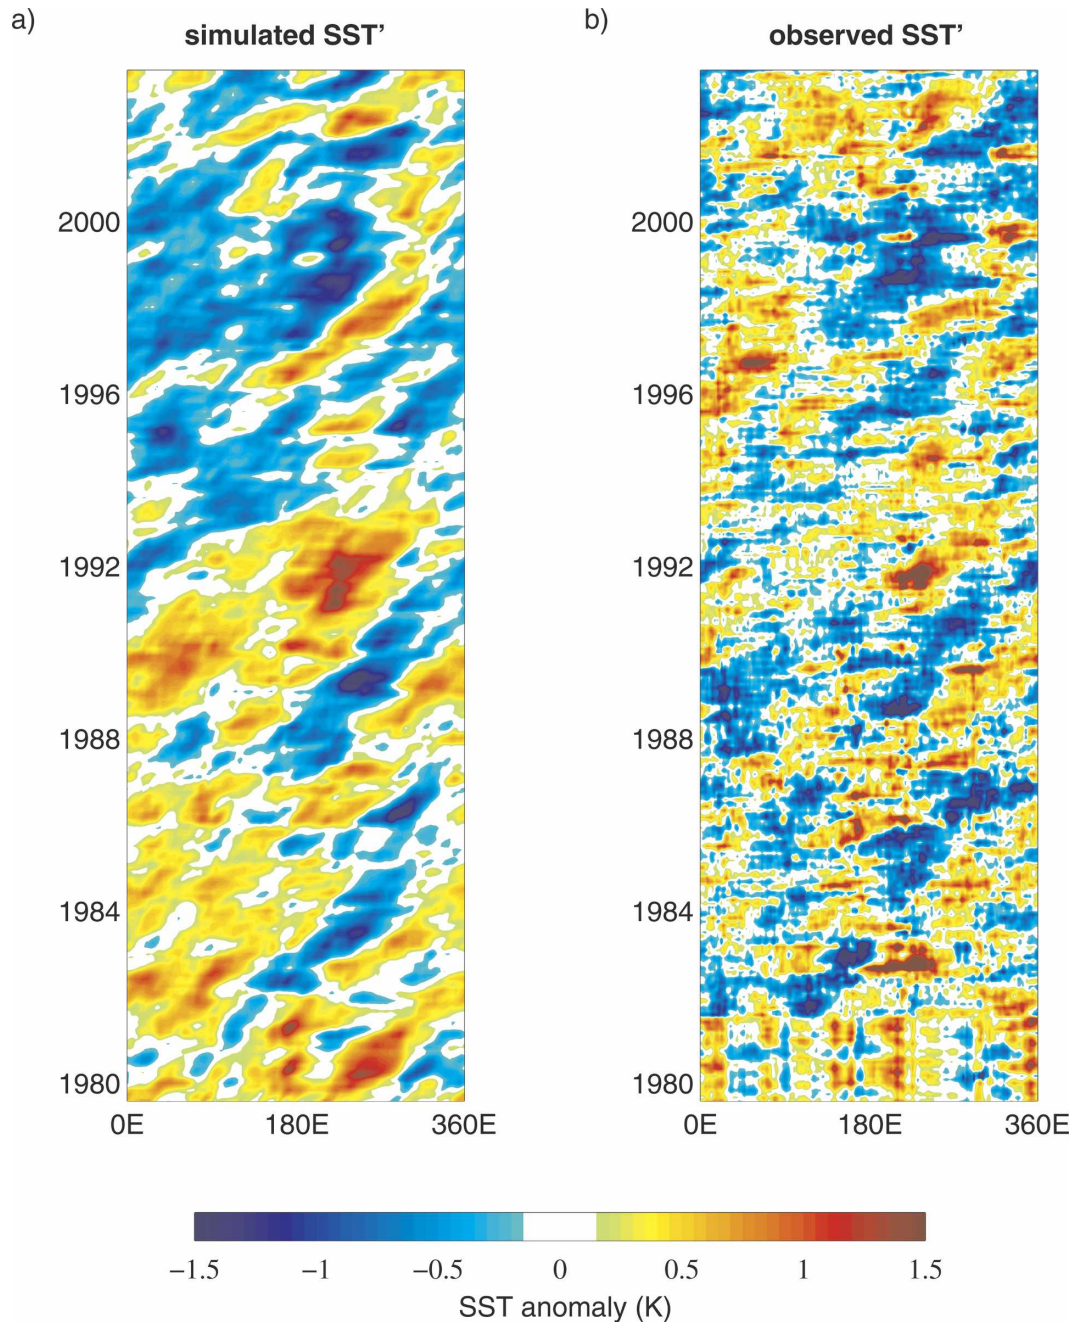 a)
simulated SST’
2000
1996
1992
1988
1984
1980
0E 180E 360E
b)
observed SST’
2000
1996
1992
1988
1984
1980
0E 180E 360E
−1.5 −1 −0.5 0 0.5 1 1.5
SST anomaly (K)